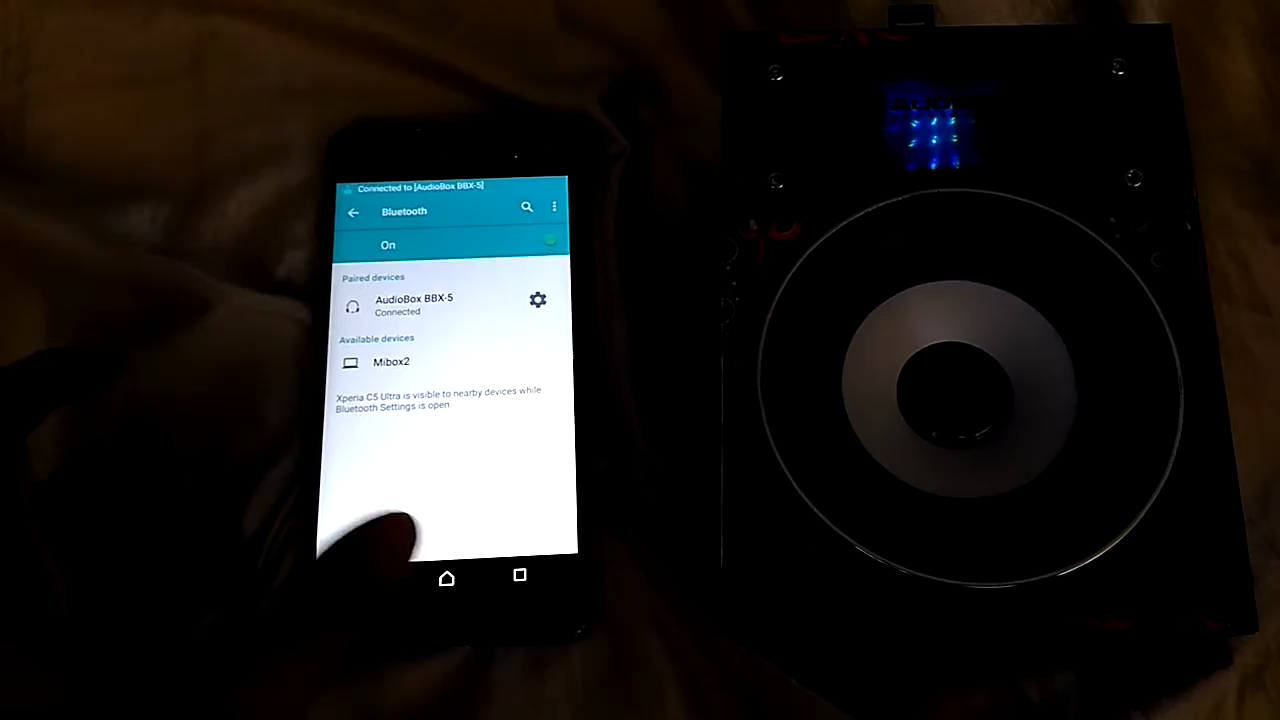 Connected to [AudioBox BBX-5]
Bluetooth
On
Paired devices
AudioBox BBX-5
Connected
Available devices
Mibox2
Xperia C5 Ultra is visible to nearby devices while
Bluetooth Settings is open